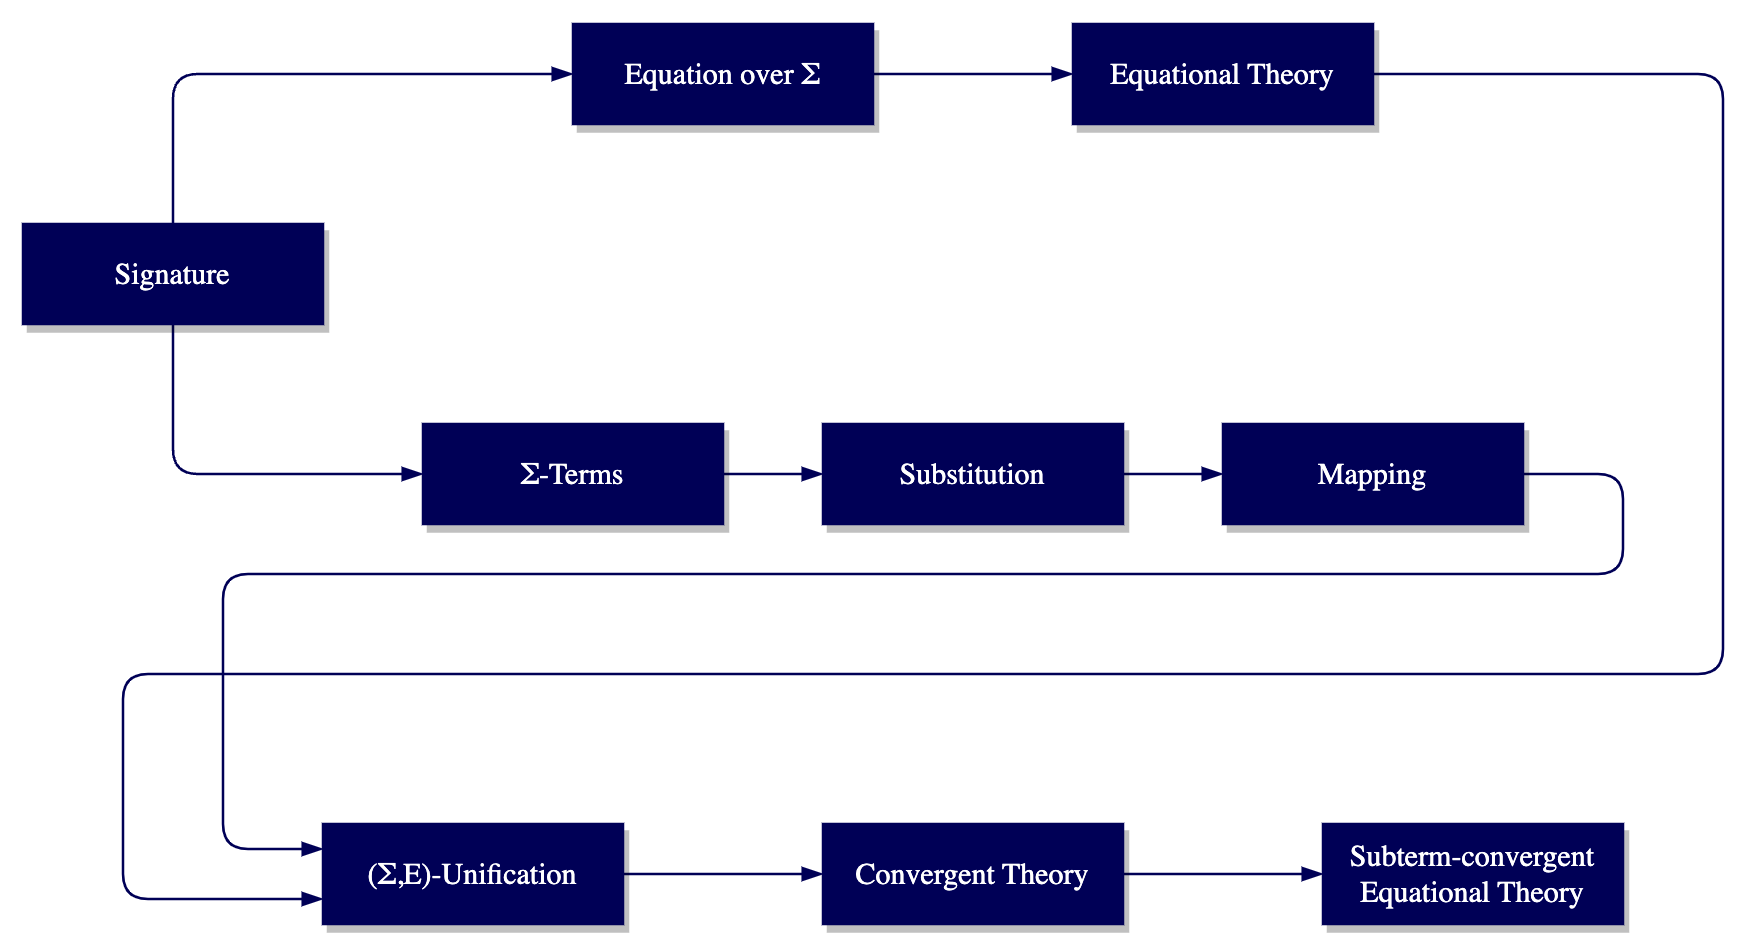 Equation over Σ
Equational Theory
Signature
Σ-Terms
Substitution
Mapping
(Σ,E)-Unification
Convergent Theory
Subterm-convergent
Equational Theory